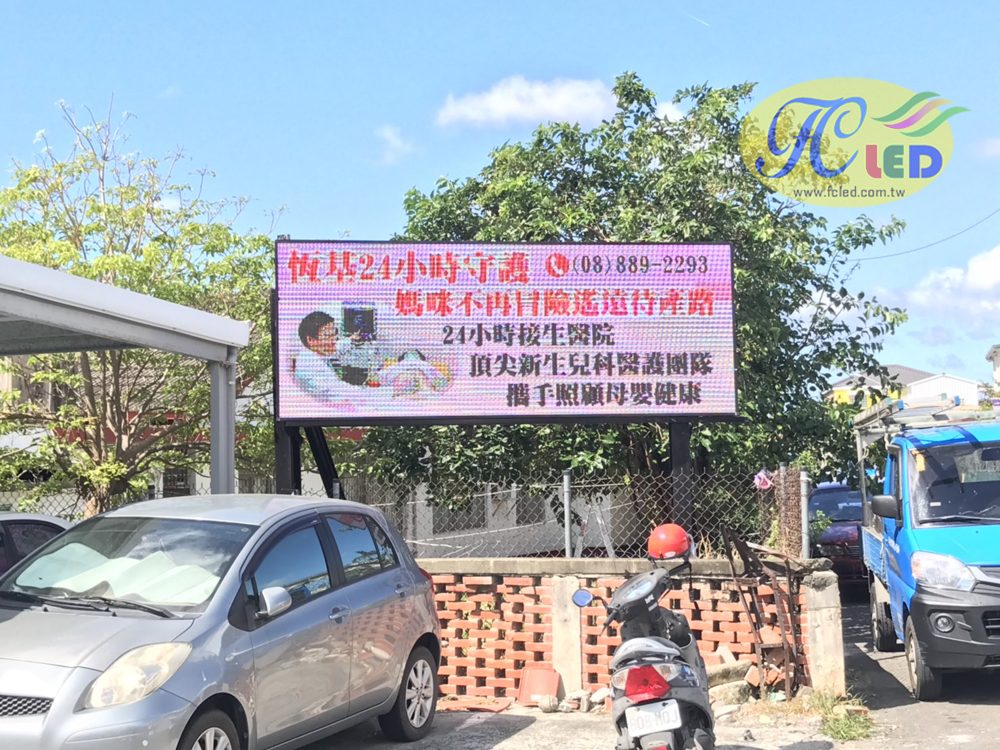 恆基24小時守護 (08)889-2293
媽咪不再冒險遙遠待產路
24小時接生醫院
頂尖新生兒科醫護團隊
攜手照顧母嬰健康
FC LED
www.fcled.com.tw